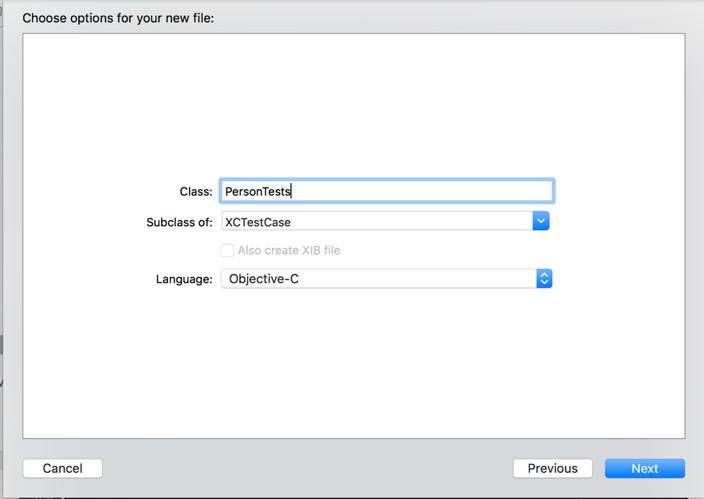 Choose options for your new file:
Class: PersonTests
Subclass of: XCTestCase
Also create XIB file
Language: Objective-C
Cancel Previous Next